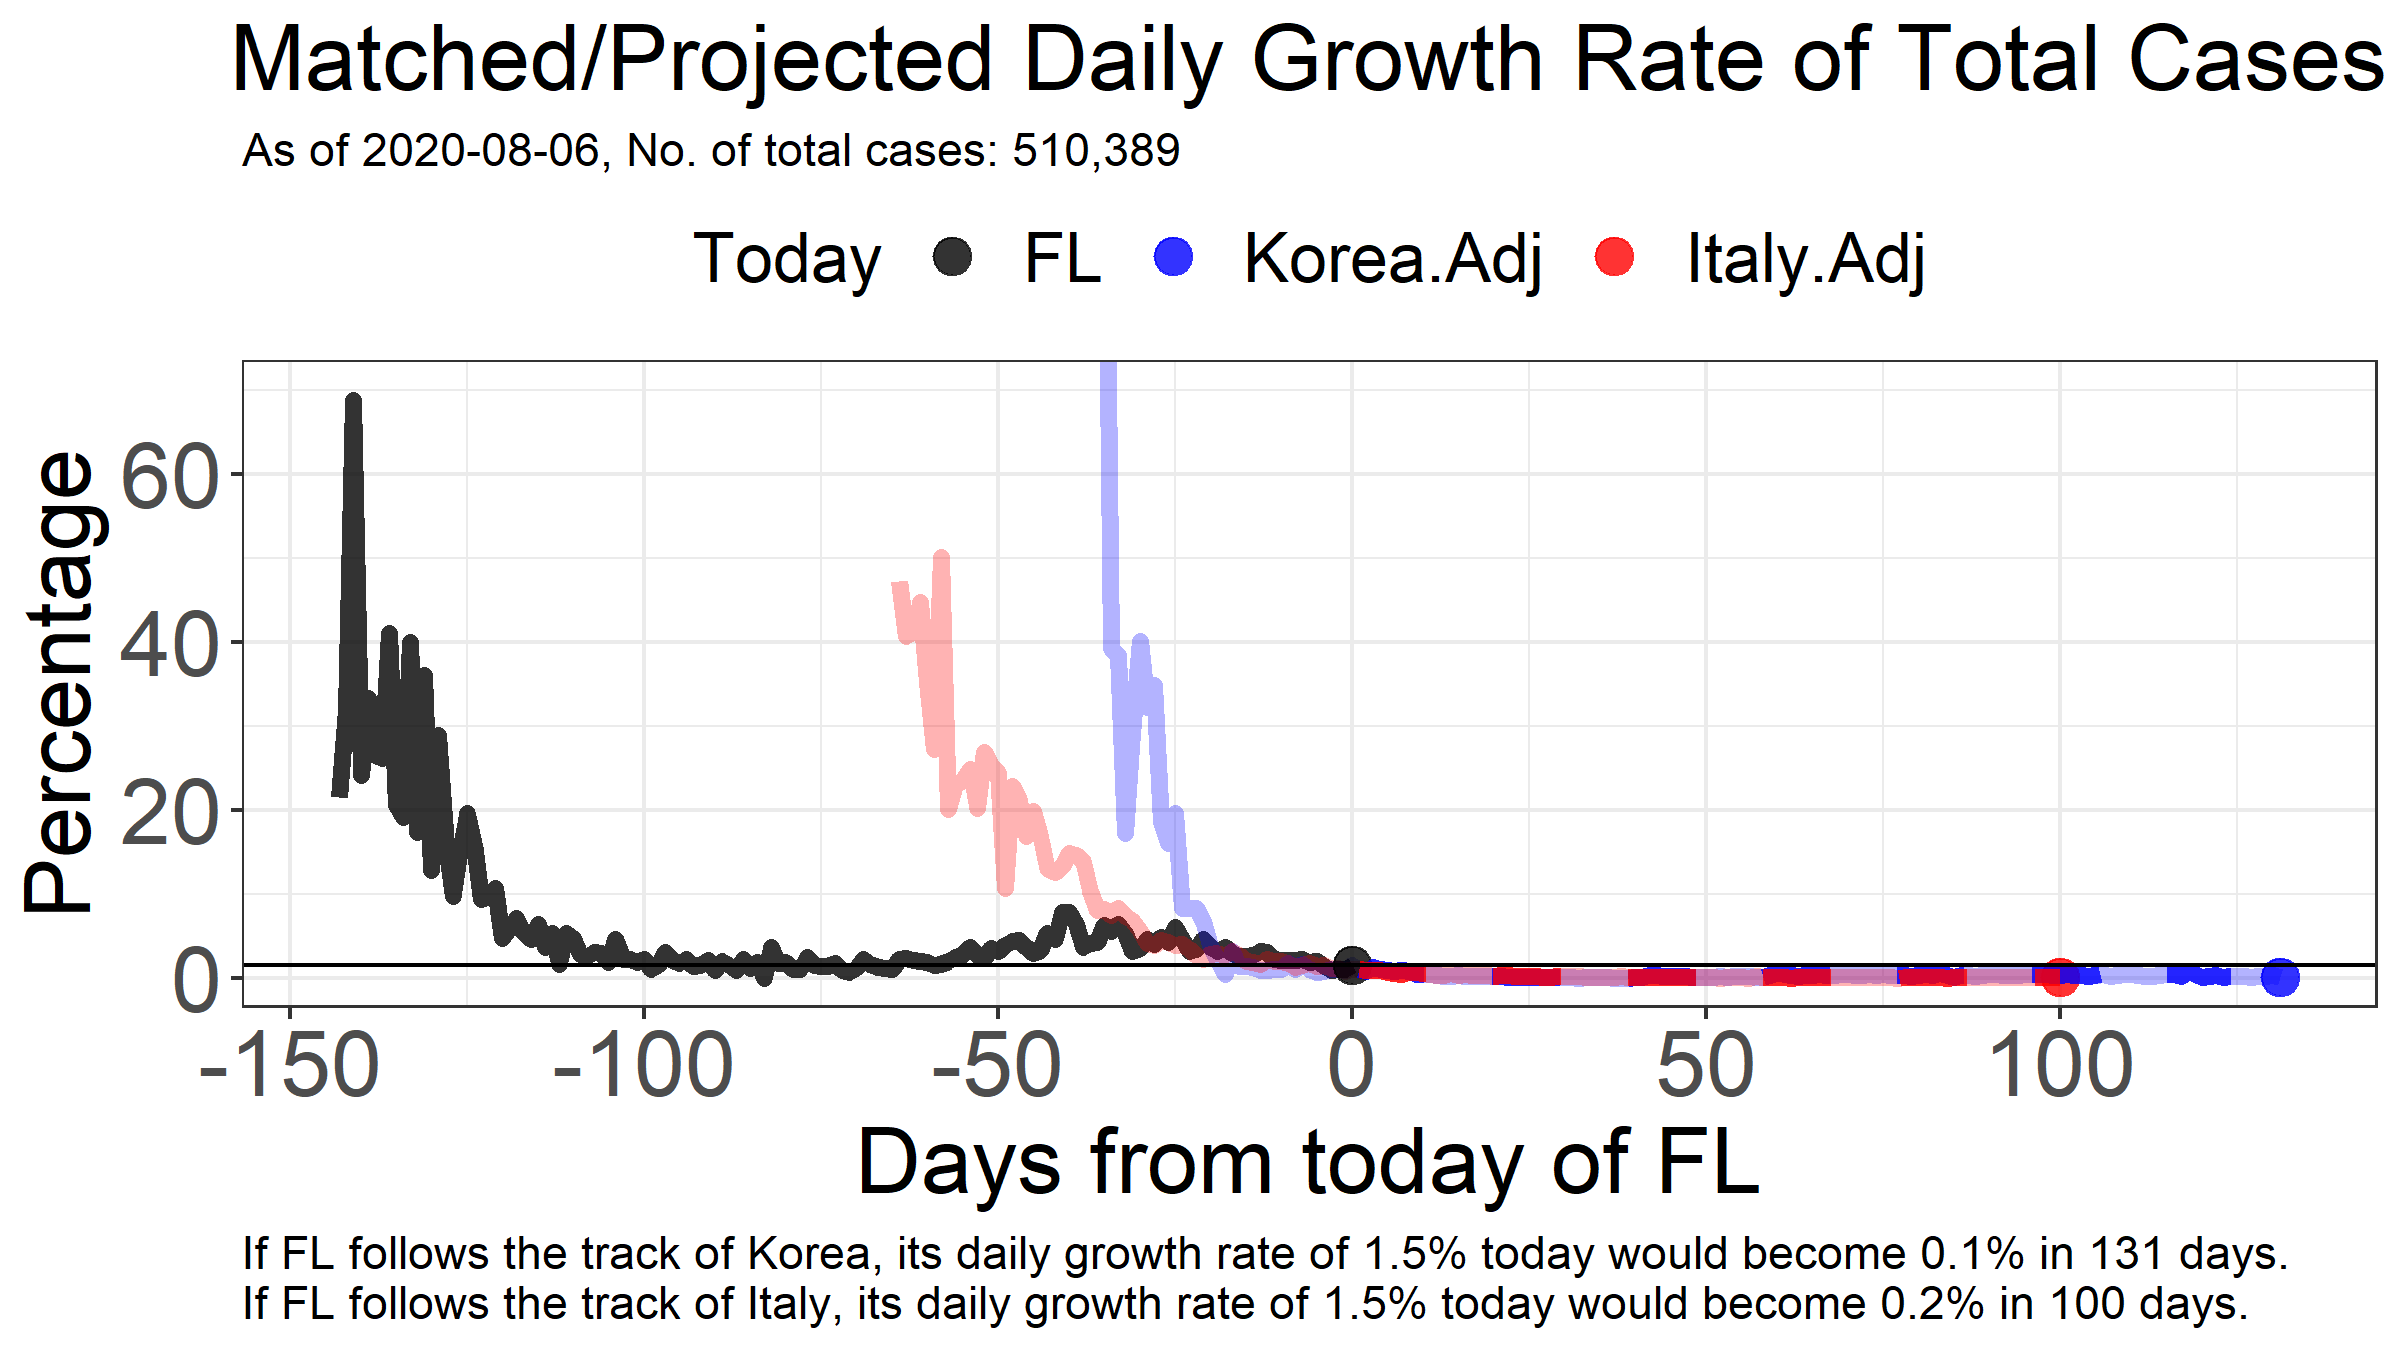 Matched/Projected Daily Growth Rate of Total Cases
As of 2020-08-06, No. of total cases: 510,389
Today FL Korea.Adj Italy.Adj
Percentage
60
40
20
0
-150 -100 -50 0 50 100
Days from today of FL
If FL follows the track of Korea, its daily growth rate of 1.5% today would become 0.1% in 131 days.
If FL follows the track of Italy, its daily growth rate of 1.5% today would become 0.2% in 100 days.